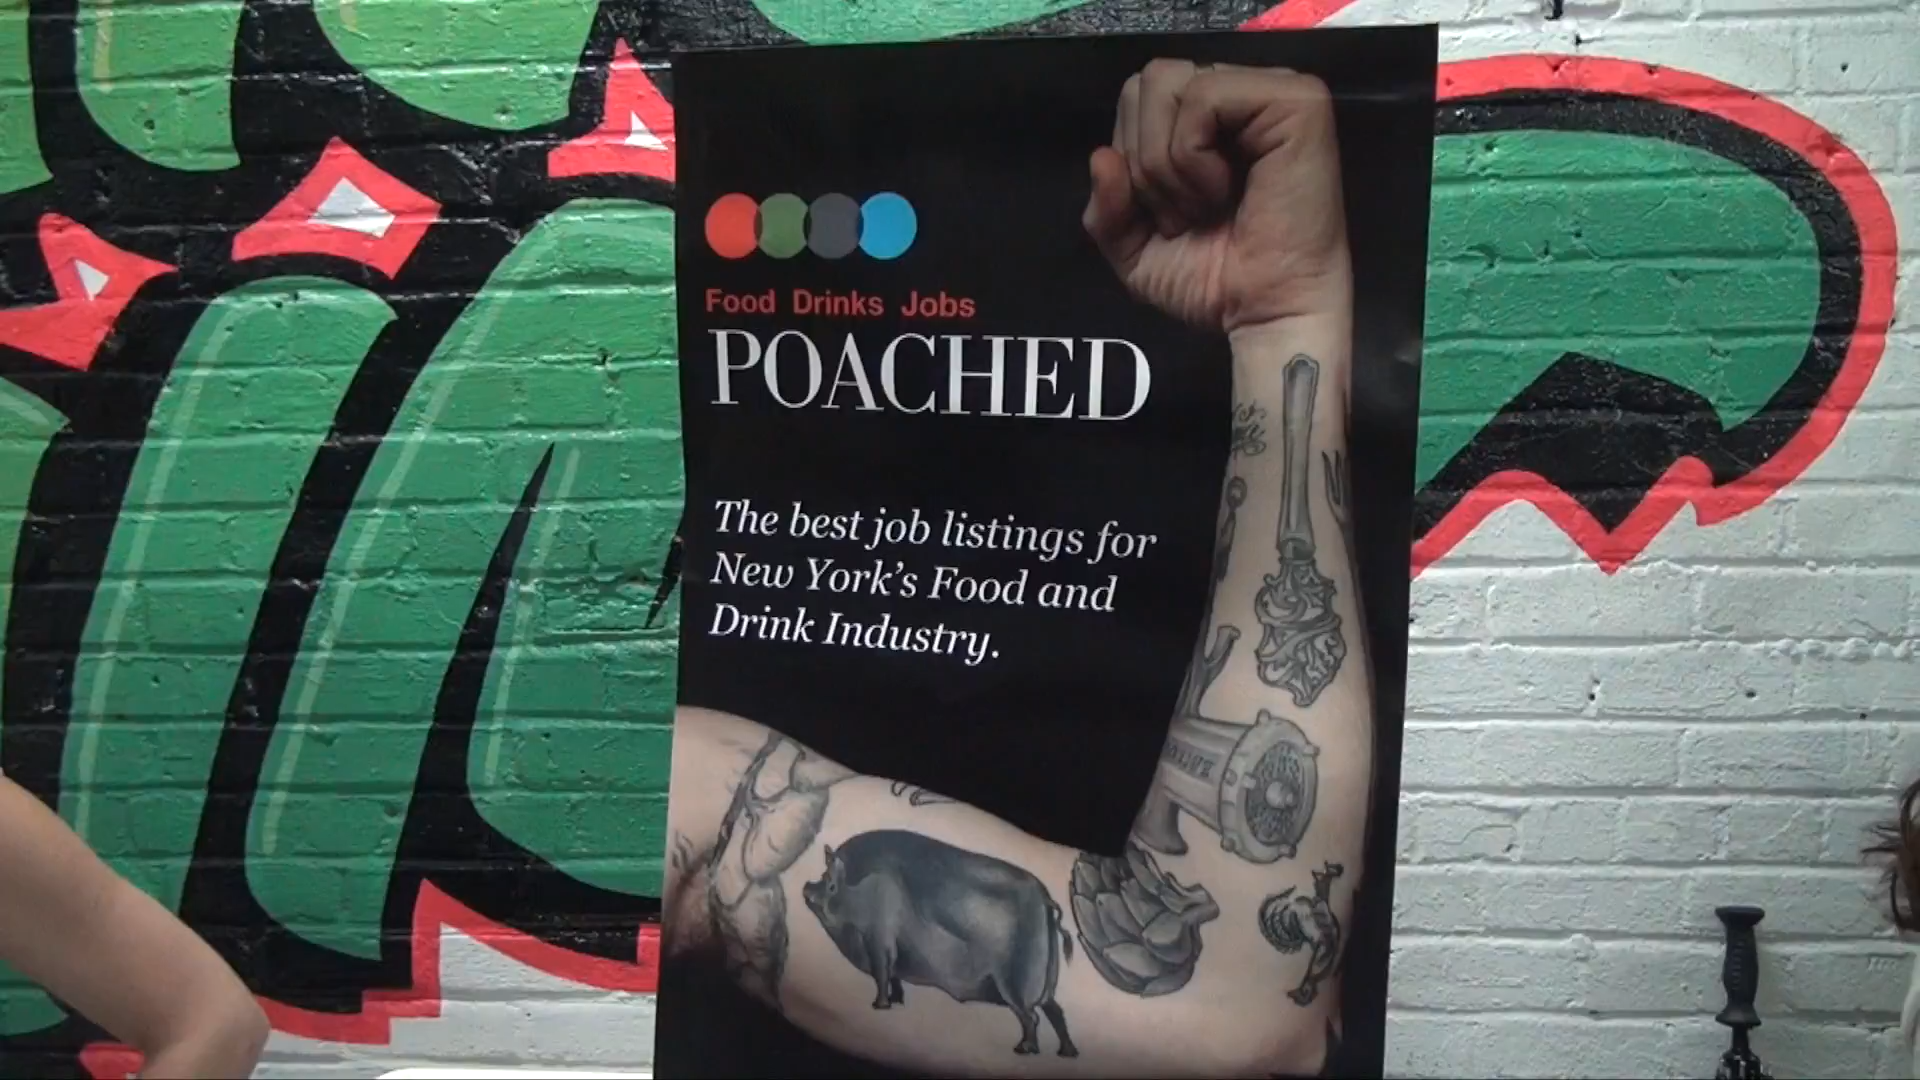 Food Drinks Jobs
POACHED
The best job listings for
New York's Food and
Drink Industry.